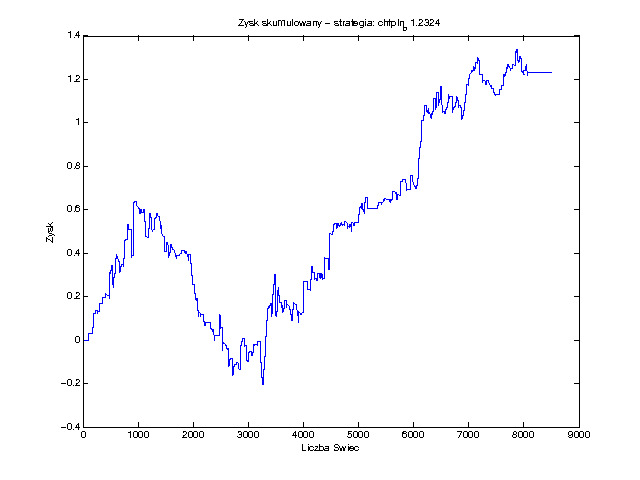 Zysk skumulowany – strategia: chfpln_b 1.2324
1.4
1.2
1
0.8
0.6
0.4
0.2
0
−0.2
−0.4
Zysk
0 1000 2000 3000 4000 5000 6000 7000 8000 9000
Liczba Swiec